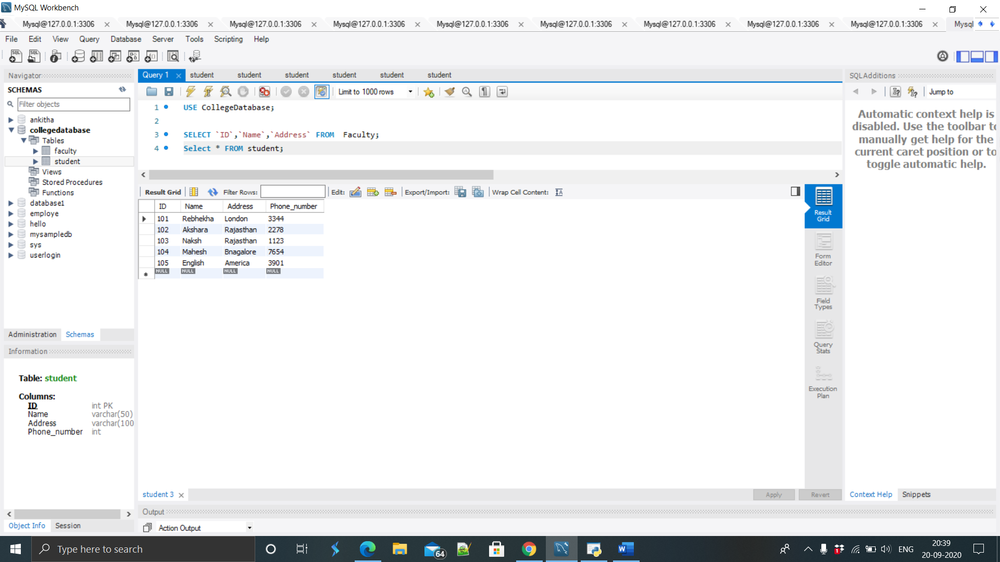 MySQL Workbench
Mysql@127.0.0.1:3306 Mysql@127.0.0.1:3306 Mysql@127.0.0.1:3306 Mysql@127.0.0.1:3306 Mysql@127.0.0.1:3306 Mysql@127.0.0.1:3306 Mysql@127.0.0.1:3306 Mysql@127.0.0.1:3306 Mysql@127.0.0.1:3306 Mysql
File Edit View Query Database Server Tools Scripting Help
Navigator
SCHEMAS
Filter objects
ankitha
collegedatabase
Tables
faculty
student
Views
Stored Procedures
Functions
database1
employe
hello
mysampledb
sys
userlogin
Administration Schemas
Information
Table: student
Columns:
ID int PK
Name varchar(50)
Address varchar(100
Phone_number int
Object Info Session
Query 1 student student student student student student
Limit to 1000 rows
1 USE CollegeDatabase;
2
3 SELECT `ID`,`Name`,`Address` FROM Faculty;
4 Select * FROM student;
Result Grid Filter Rows: Edit: Export/Import: Wrap Cell Content:
ID Name Address Phone_number
101 Rebhekha London 3344
102 Akshara Rajasthan 2278
103 Naksh Rajasthan 1123
104 Mahesh Bnagalore 7654
105 English America 3901
NULL NULL NULL NULL
Result
Grid
Form
Editor
Field
Types
Query
Stats
Execution
Plan
student 3 Apply Revert
Output
Action Output
SQLAdditions
Jump to
Automatic context help is
disabled. Use the toolbar to
manually get help for the
current caret position or to
toggle automatic help.
Context Help Snippets
Type here to search
64
1
ENG
20:39
20-09-2020